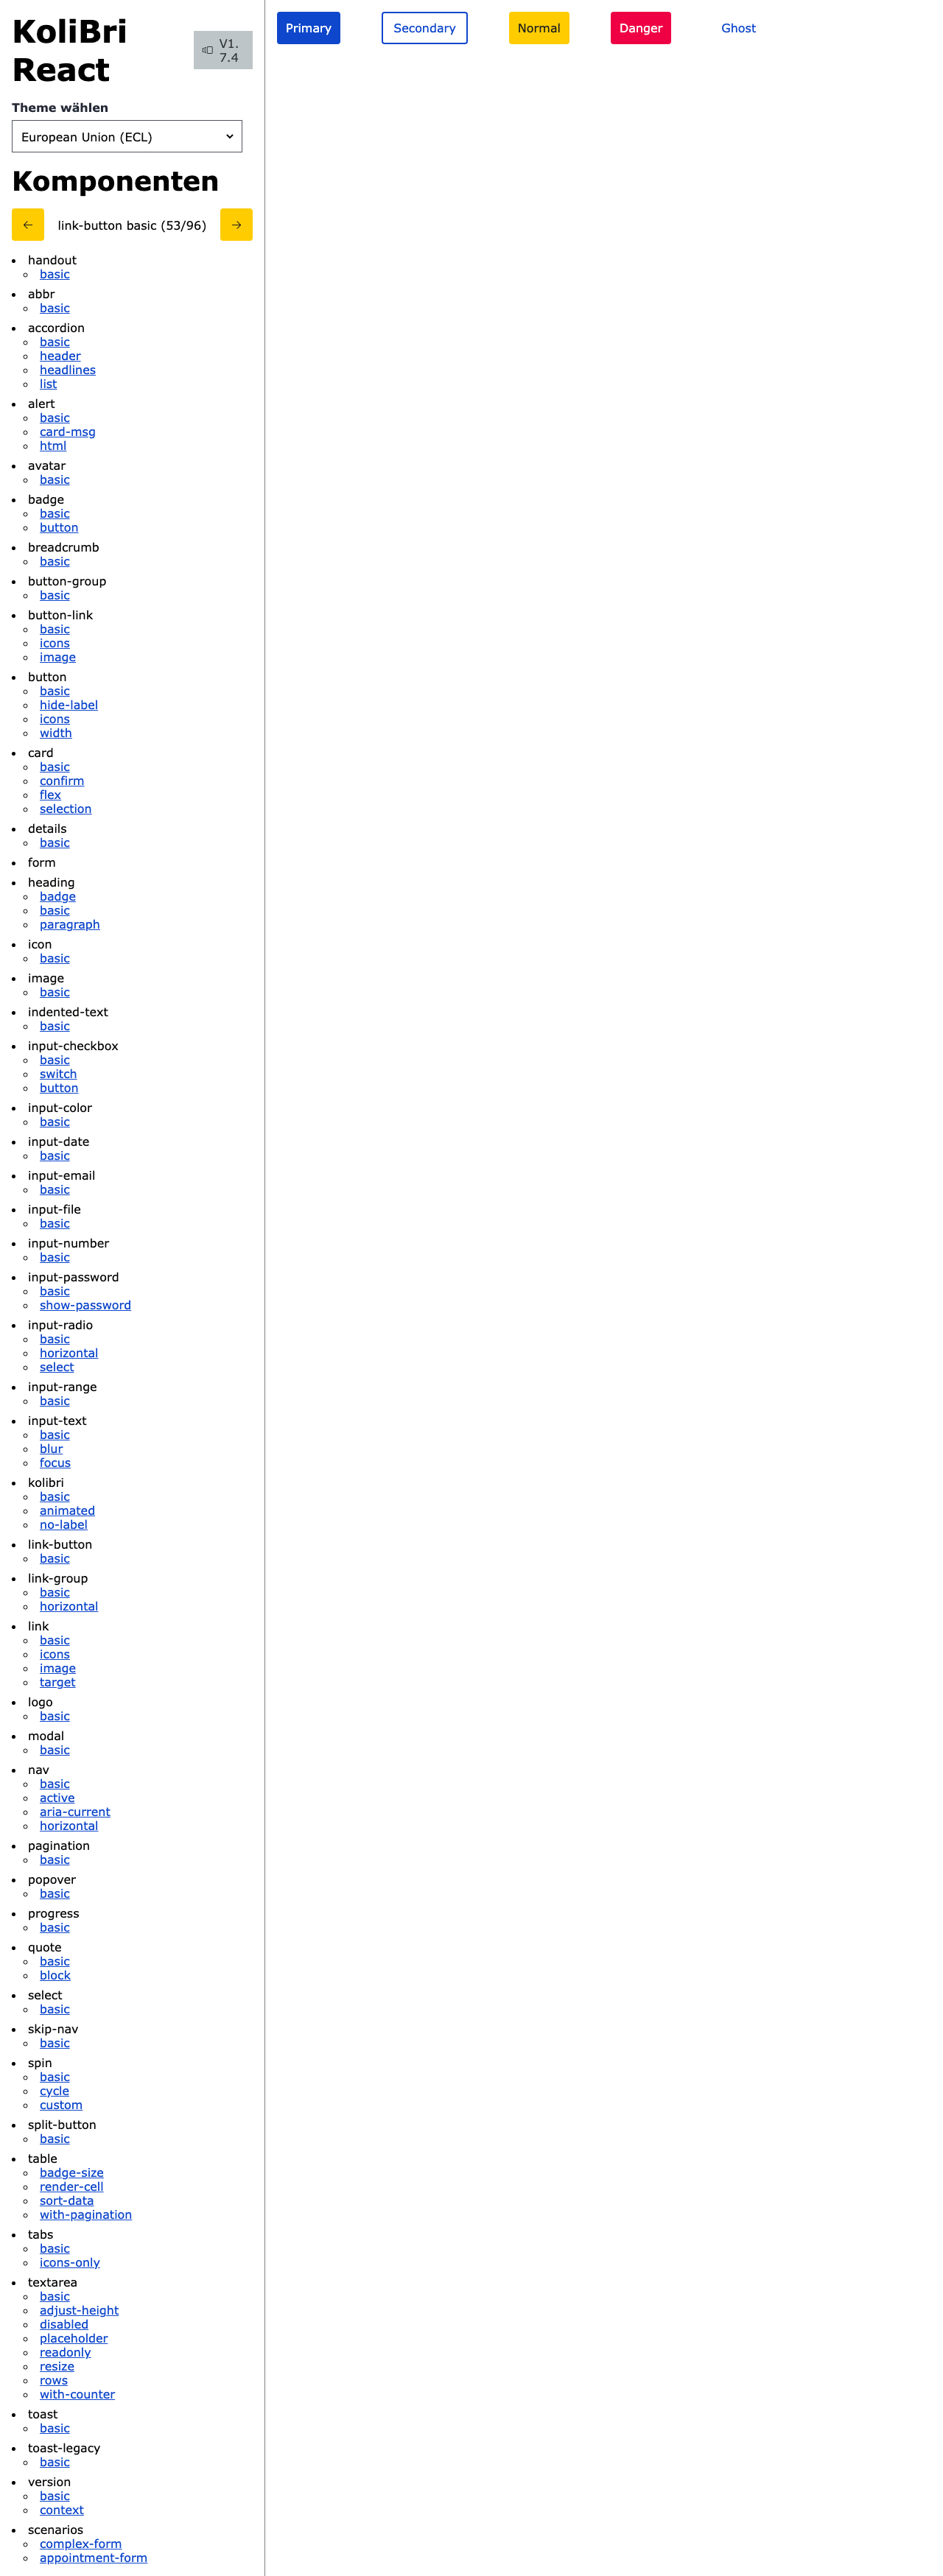 KoliBri
React
V1.
7.4
Theme wählen
European Union (ECL)
Komponenten
← link-button basic (53/96) →
Primary Secondary Normal Danger Ghost
handout
basic
abbr
basic
accordion
basic
header
headlines
list
alert
basic
card-msg
html
avatar
basic
badge
basic
button
breadcrumb
basic
button-group
basic
button-link
basic
icons
image
button
basic
hide-label
icons
width
card
basic
confirm
flex
selection
details
basic
form
heading
badge
basic
paragraph
icon
basic
image
basic
indented-text
basic
input-checkbox
basic
switch
button
input-color
basic
input-date
basic
input-email
basic
input-file
basic
input-number
basic
input-password
basic
show-password
input-radio
basic
horizontal
select
input-range
basic
input-text
basic
blur
focus
kolibri
basic
animated
no-label
link-button
basic
link-group
basic
horizontal
link
basic
icons
image
target
logo
basic
modal
basic
nav
basic
active
aria-current
horizontal
pagination
basic
popover
basic
progress
basic
quote
basic
block
select
basic
skip-nav
basic
spin
basic
cycle
custom
split-button
basic
table
badge-size
render-cell
sort-data
with-pagination
tabs
basic
icons-only
textarea
basic
adjust-height
disabled
placeholder
readonly
resize
rows
with-counter
toast
basic
toast-legacy
basic
version
basic
context
scenarios
complex-form
appointment-form